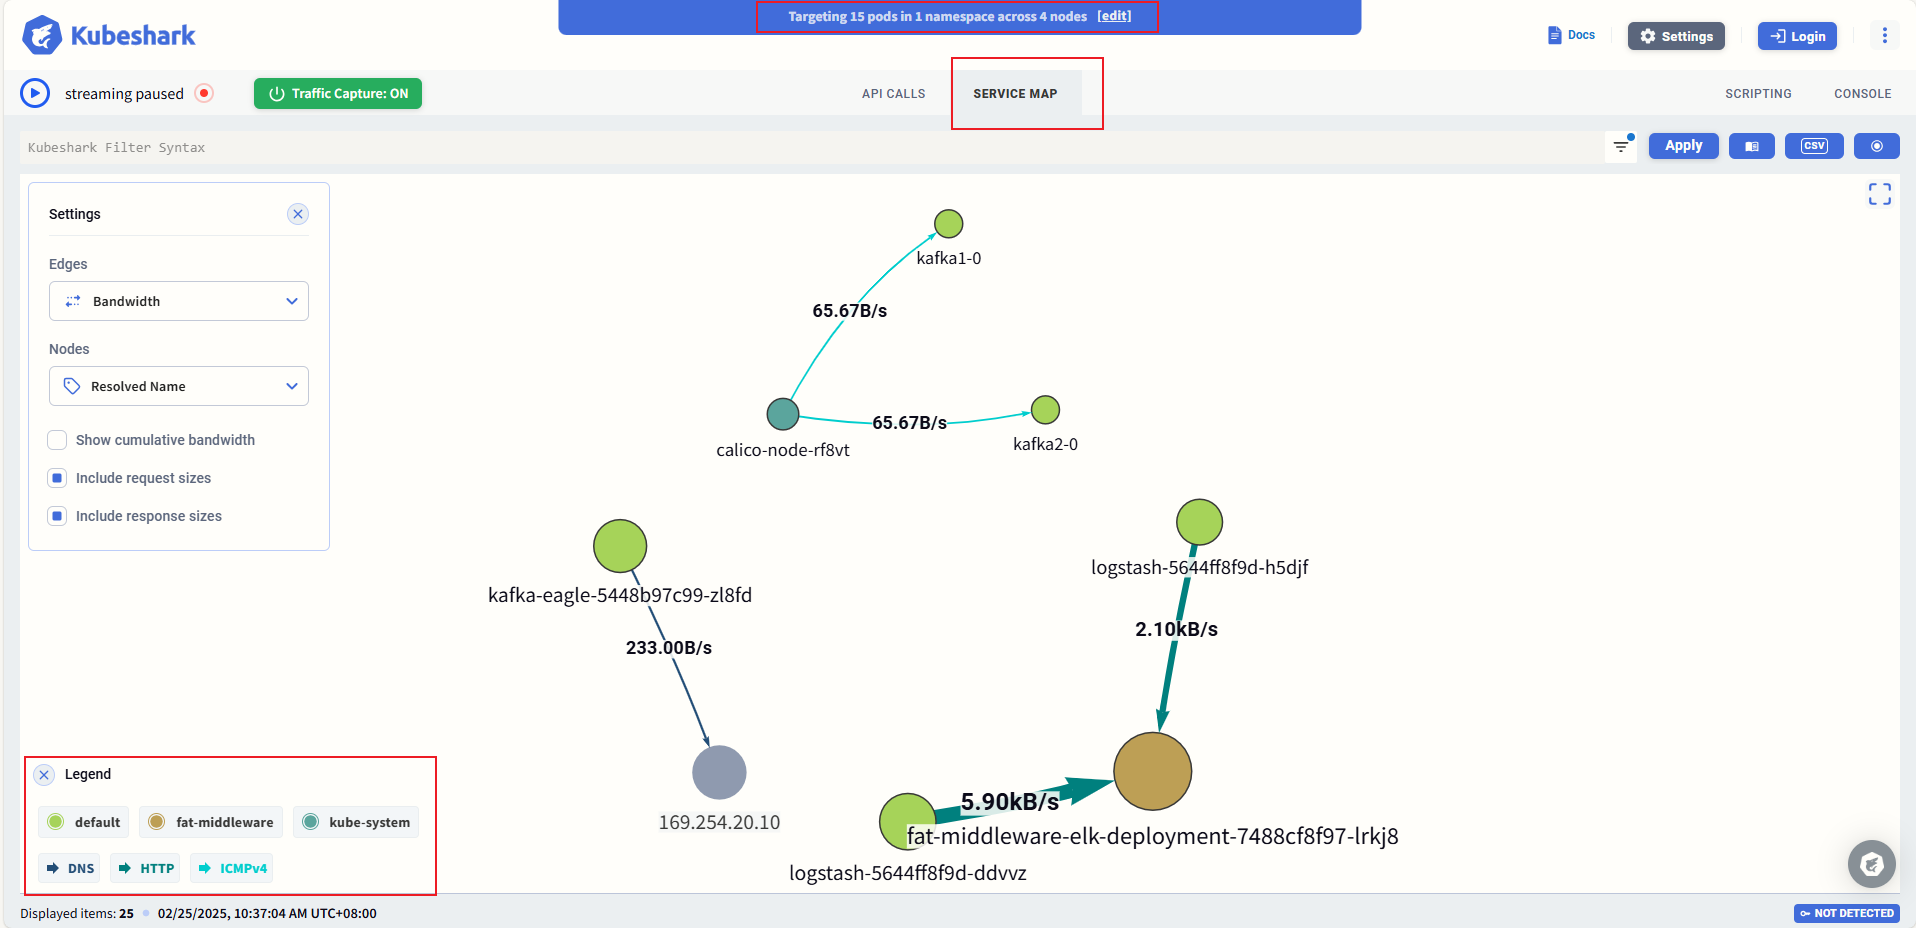 Targeting 15 pods in 1 namespace across 4 nodes [edit]
Kubeshark
Docs
Settings
Login
streaming paused
Traffic Capture: ON
API CALLS
SERVICE MAP
SCRIPTING
CONSOLE
Kubeshark Filter Syntax
Apply
CSV
Settings
Edges
Bandwidth
Nodes
Resolved Name
Show cumulative bandwidth
Include request sizes
Include response sizes
kafka1-0
65.67B/s
65.67B/s
calico-node-rf8vt
kafka2-0
logstash-5644ff8f9d-h5djf
kafka-eagle-5448b97c99-zl8fd
2.10kB/s
233.00B/s
5.90kB/s
169.254.20.10
fat-middleware-elk-deployment-7488cf8f97-lrkj8
logstash-5644ff8f9d-ddvvz
Legend
default
fat-middleware
kube-system
DNS
HTTP
ICMPv4
Displayed items: 25
02/25/2025, 10:37:04 AM UTC+08:00
NOT DETECTED